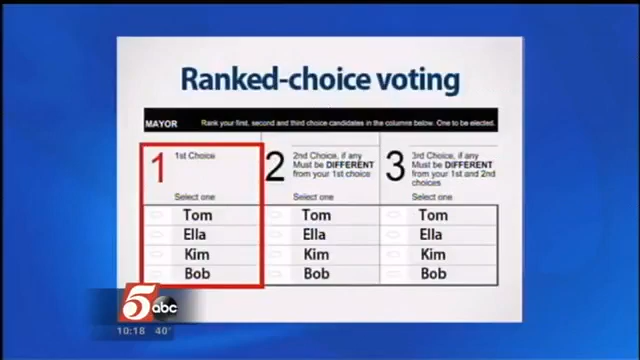 Ranked-choice voting
MAYOR Rank your first, second and third choice candidates in the columns below. One to be elected.
1 1st Choice
Select one
Tom
Ella
Kim
Bob
2 2nd Choice, if any
Must be DIFFERENT
from your 1st choice
Select one
Tom
Ella
Kim
Bob
3 3rd Choice, if any
Must be DIFFERENT
from your 1st and 2nd
choices
Select one
Tom
Ella
Kim
Bob
5 abc
10:18 40°